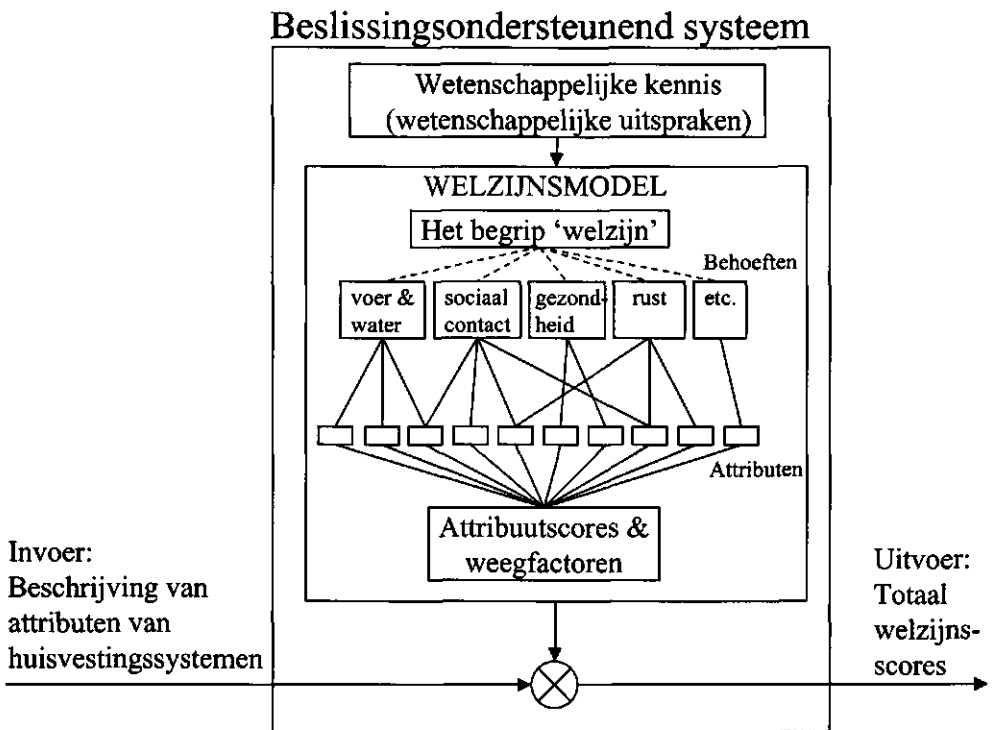 Beslissingsondersteunend systeem
Wetenschappelijke kennis
(wetenschappelijke uitspraken)
WELZIJNSMODEL
Het begrip ‘welzijn’
Behoeften
voer &
water
sociaal
contact
gezond-
heid
rust
etc.
Attributen
Attribuutscores &
weegfactoren
Invoer:
Beschrijving van
attributen van
huisvestingssystemen
Uitvoer:
Totaal
welzijns-
scores